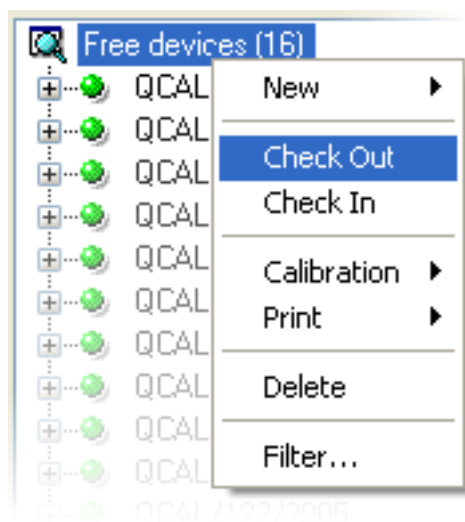 Free devices (16)
QCAL
New
QCAL
QCAL
Check Out
QCAL
Check In
QCAL
Calibration
QCAL
Print
QCAL
QCAL
Delete
QCAL
Filter...
QCAL